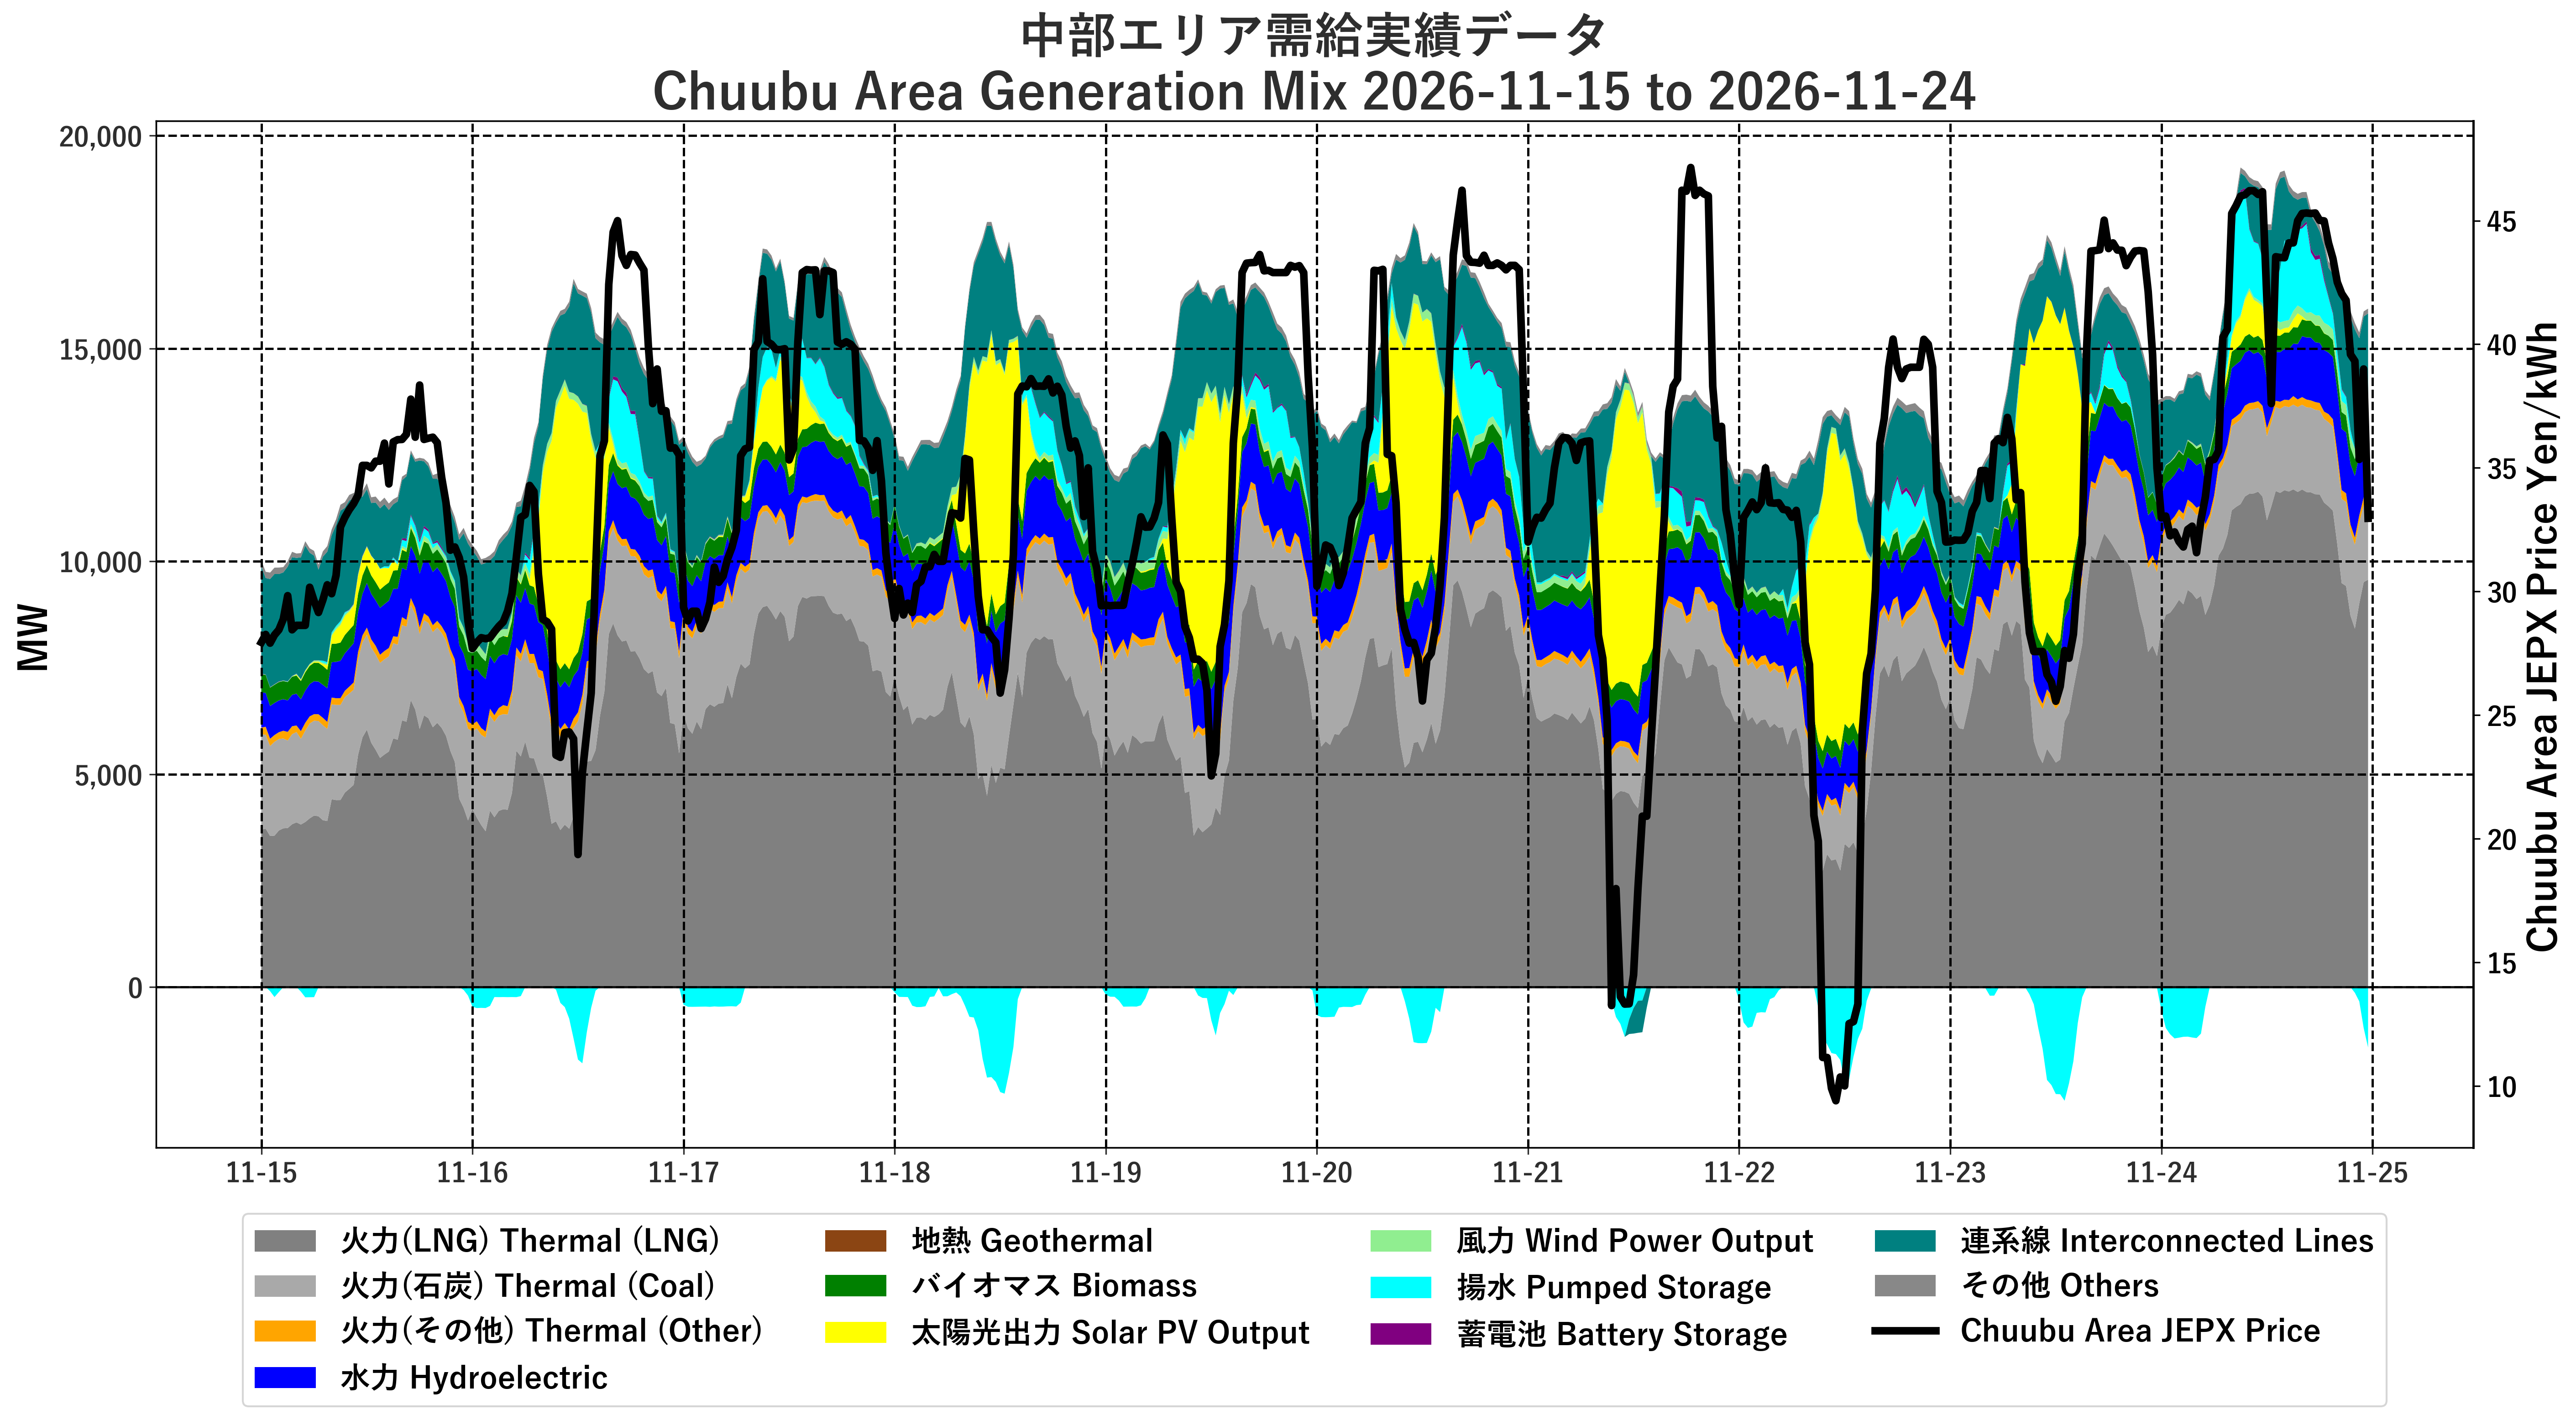 中部エリア需給実績データ
Chuubu Area Generation Mix 2026-11-15 to 2026-11-24
20,000
15,000
10,000
5,000
0
MW
45
40
35
30
25
20
15
10
Chuubu Area JEPX Price Yen/kWh
11-15
11-16
11-17
11-18
11-19
11-20
11-21
11-22
11-23
11-24
11-25
火力(LNG) Thermal (LNG)
火力(石炭) Thermal (Coal)
火力(その他) Thermal (Other)
水力 Hydroelectric
地熱 Geothermal
バイオマス Biomass
太陽光出力 Solar PV Output
風力 Wind Power Output
揚水 Pumped Storage
蓄電池 Battery Storage
連系線 Interconnected Lines
その他 Others
Chuubu Area JEPX Price